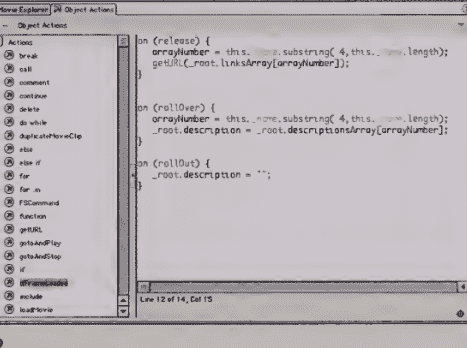 Movie Explorer Object Actions
Object Actions
Actions
break
call
comment
continue
delete
do while
duplicateMovieClip
else
else if
for
for .in
FSCommand
function
getURL
gotoAndPlay
gotoAndStop
if
ifFrameLoaded
include
loadMovie
on (release) {
arrayNumber = this. .substring( 4,this. .length);
getURL(_root.linksArray[arrayNumber]);
}
on (rollOver) {
arrayNumber = this._name.substring( 4,this. .length);
_root.description = _root.descriptionsArray[arrayNumber];
}
on (rollOut) {
_root.description = "";
}
Line 12 of 14, Col 15